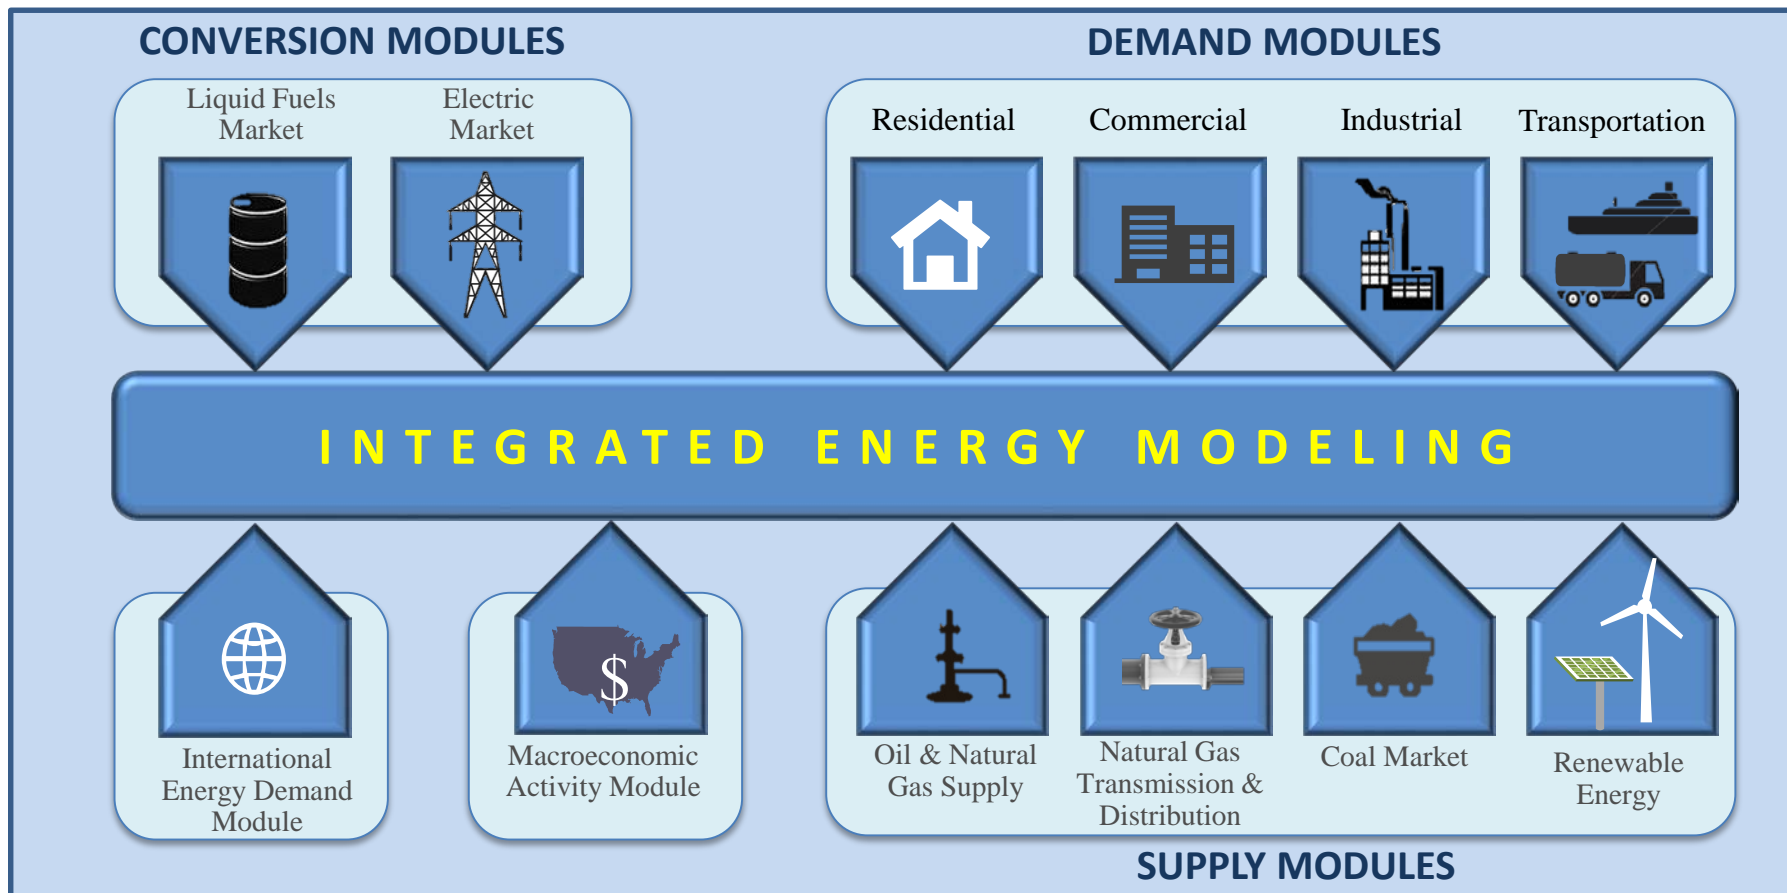 CONVERSION MODULES
Liquid Fuels
Market
Electric
Market
DEMAND MODULES
Residential
Commercial
Industrial
Transportation
INTEGRATED ENERGY MODELING
$
International
Energy Demand
Module
Macroeconomic
Activity Module
Oil & Natural
Gas Supply
Natural Gas
Transmission &
Distribution
Coal Market
Renewable
Energy
SUPPLY MODULES